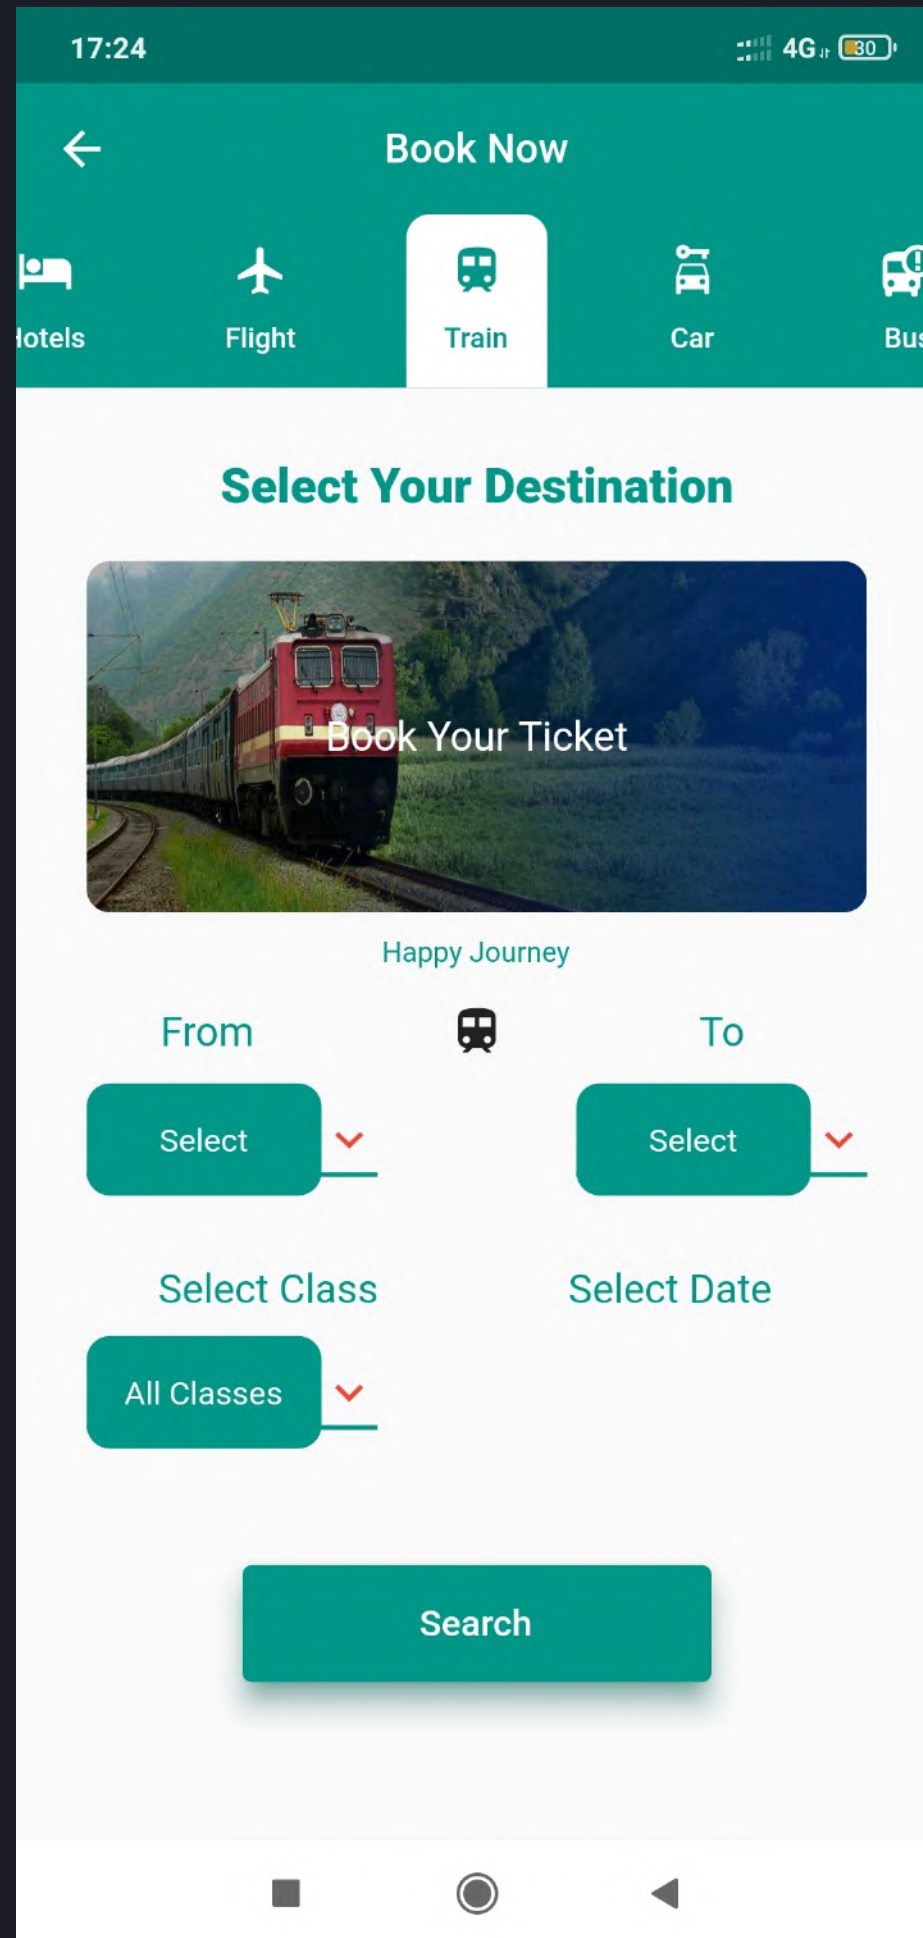 17:24 4G 30
Book Now
Hotels Flight Train Car Bus
Select Your Destination
Book Your Ticket
Happy Journey
From To
Select Select
Select Class Select Date
All Classes
Search